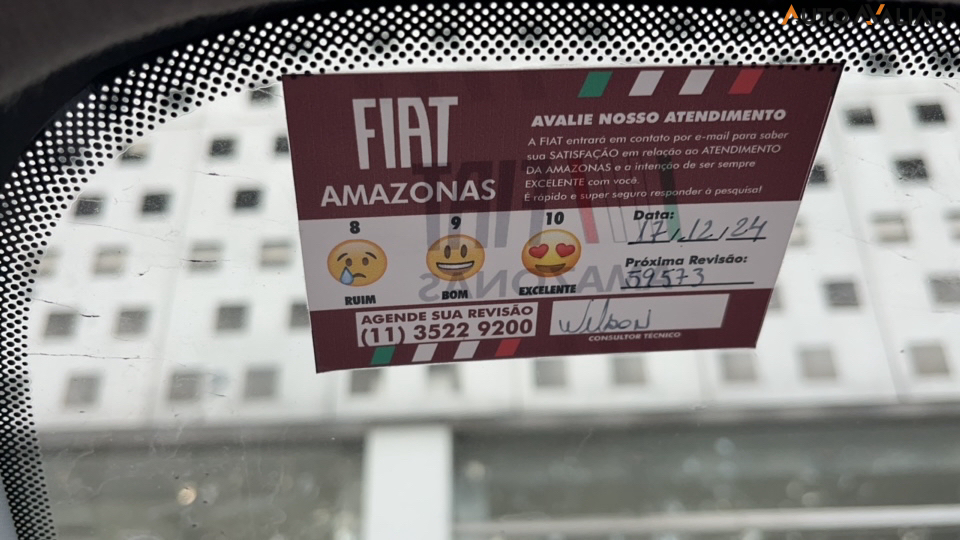 AUTOAVALIAR
FIAT
AMAZONAS
AVALIE NOSSO ATENDIMENTO
A FIAT entrará em contato por e-mail para saber
sua SATISFAÇÃO em relação ao ATENDIMENTO
DA AMAZONAS e a intenção de ser sempre
EXCELENTE com você.
É rápido e super seguro responder à pesquisa!
8 9 10
RUIM BOM EXCELENTE
Data:
17/12/24
Próxima Revisão:
59573
AGENDE SUA REVISÃO
(11) 3522 9200
Wilson
CONSULTOR TÉCNICO